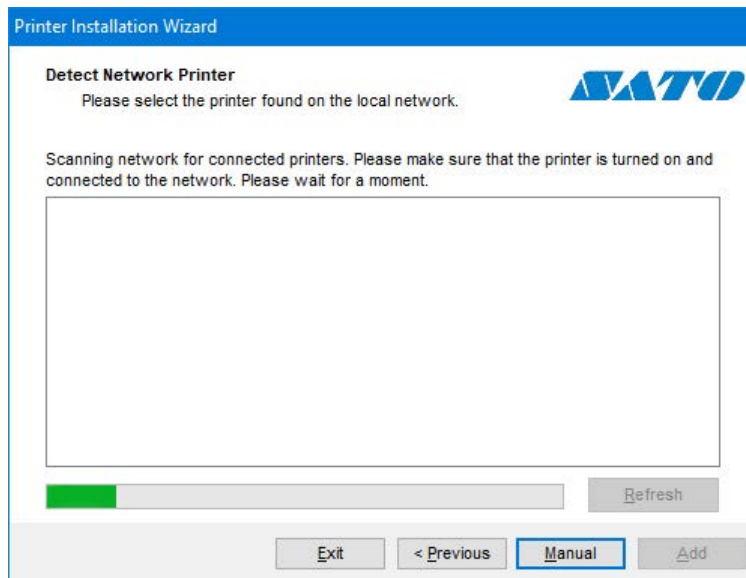 Printer Installation Wizard
Detect Network Printer
Please select the printer found on the local network.
SATO
Scanning network for connected printers. Please make sure that the printer is turned on and
connected to the network. Please wait for a moment.
Refresh
Exit
< Previous
Manual
Add